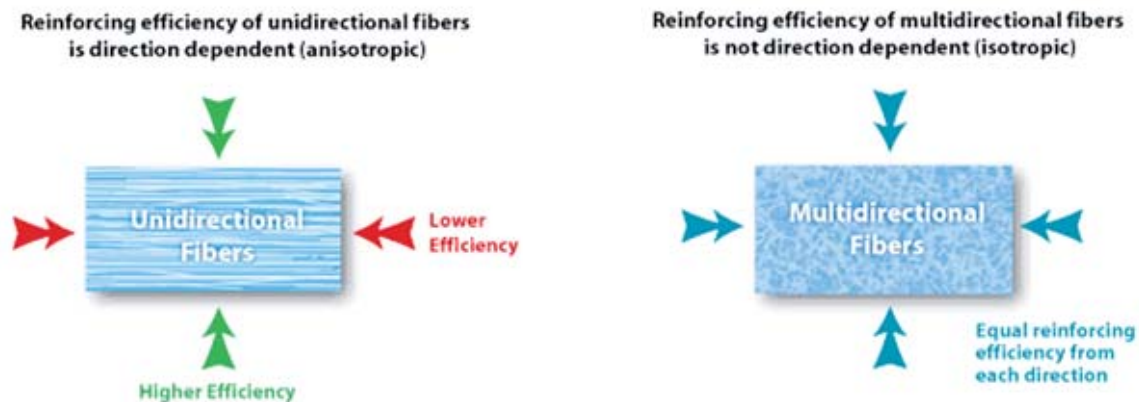 Reinforcing efficiency of unidirectional fibers
is direction dependent (anisotropic)
Unidirectional
Fibers
Lower
Efficiency
Higher Efficiency
Reinforcing efficiency of multidirectional fibers
is not direction dependent (isotropic)
Multidirectional
Fibers
Equal reinforcing
efficiency from
each direction